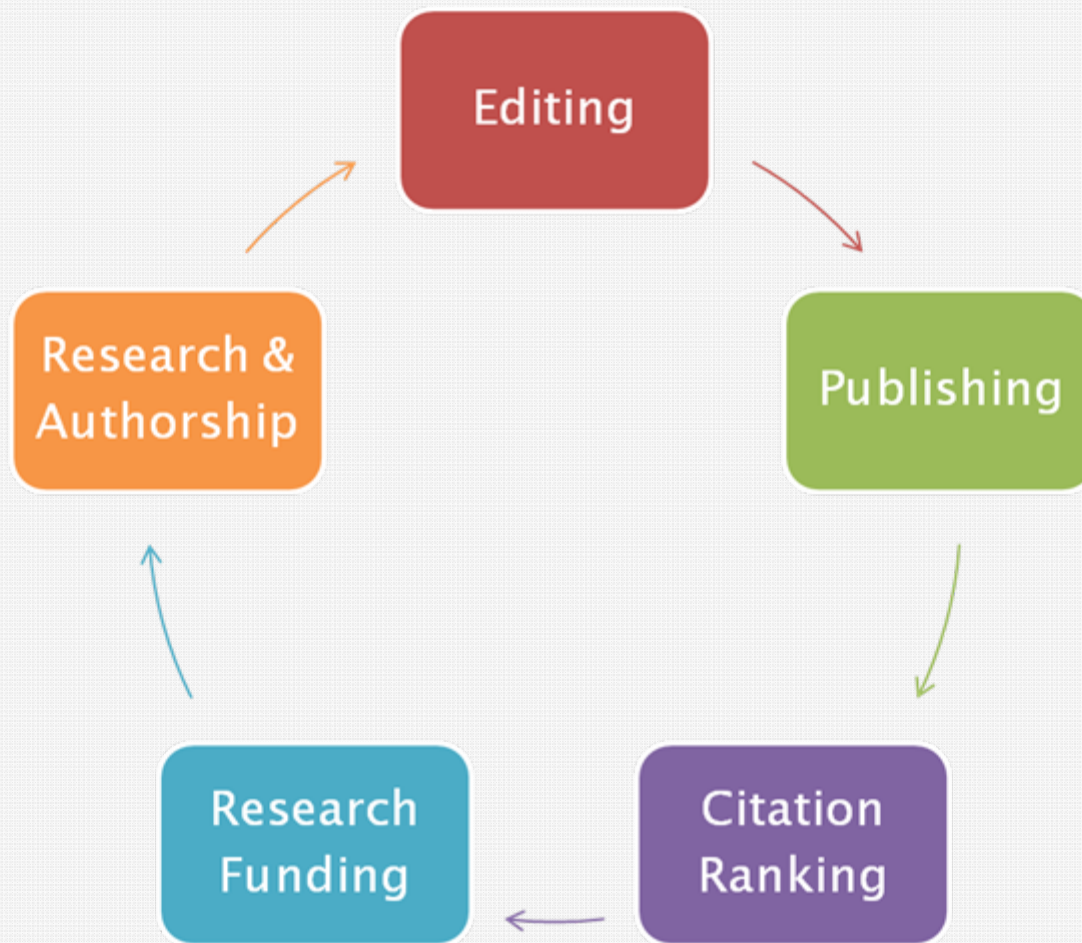 Editing
Publishing
Citation
Ranking
Research
Funding
Research &
Authorship